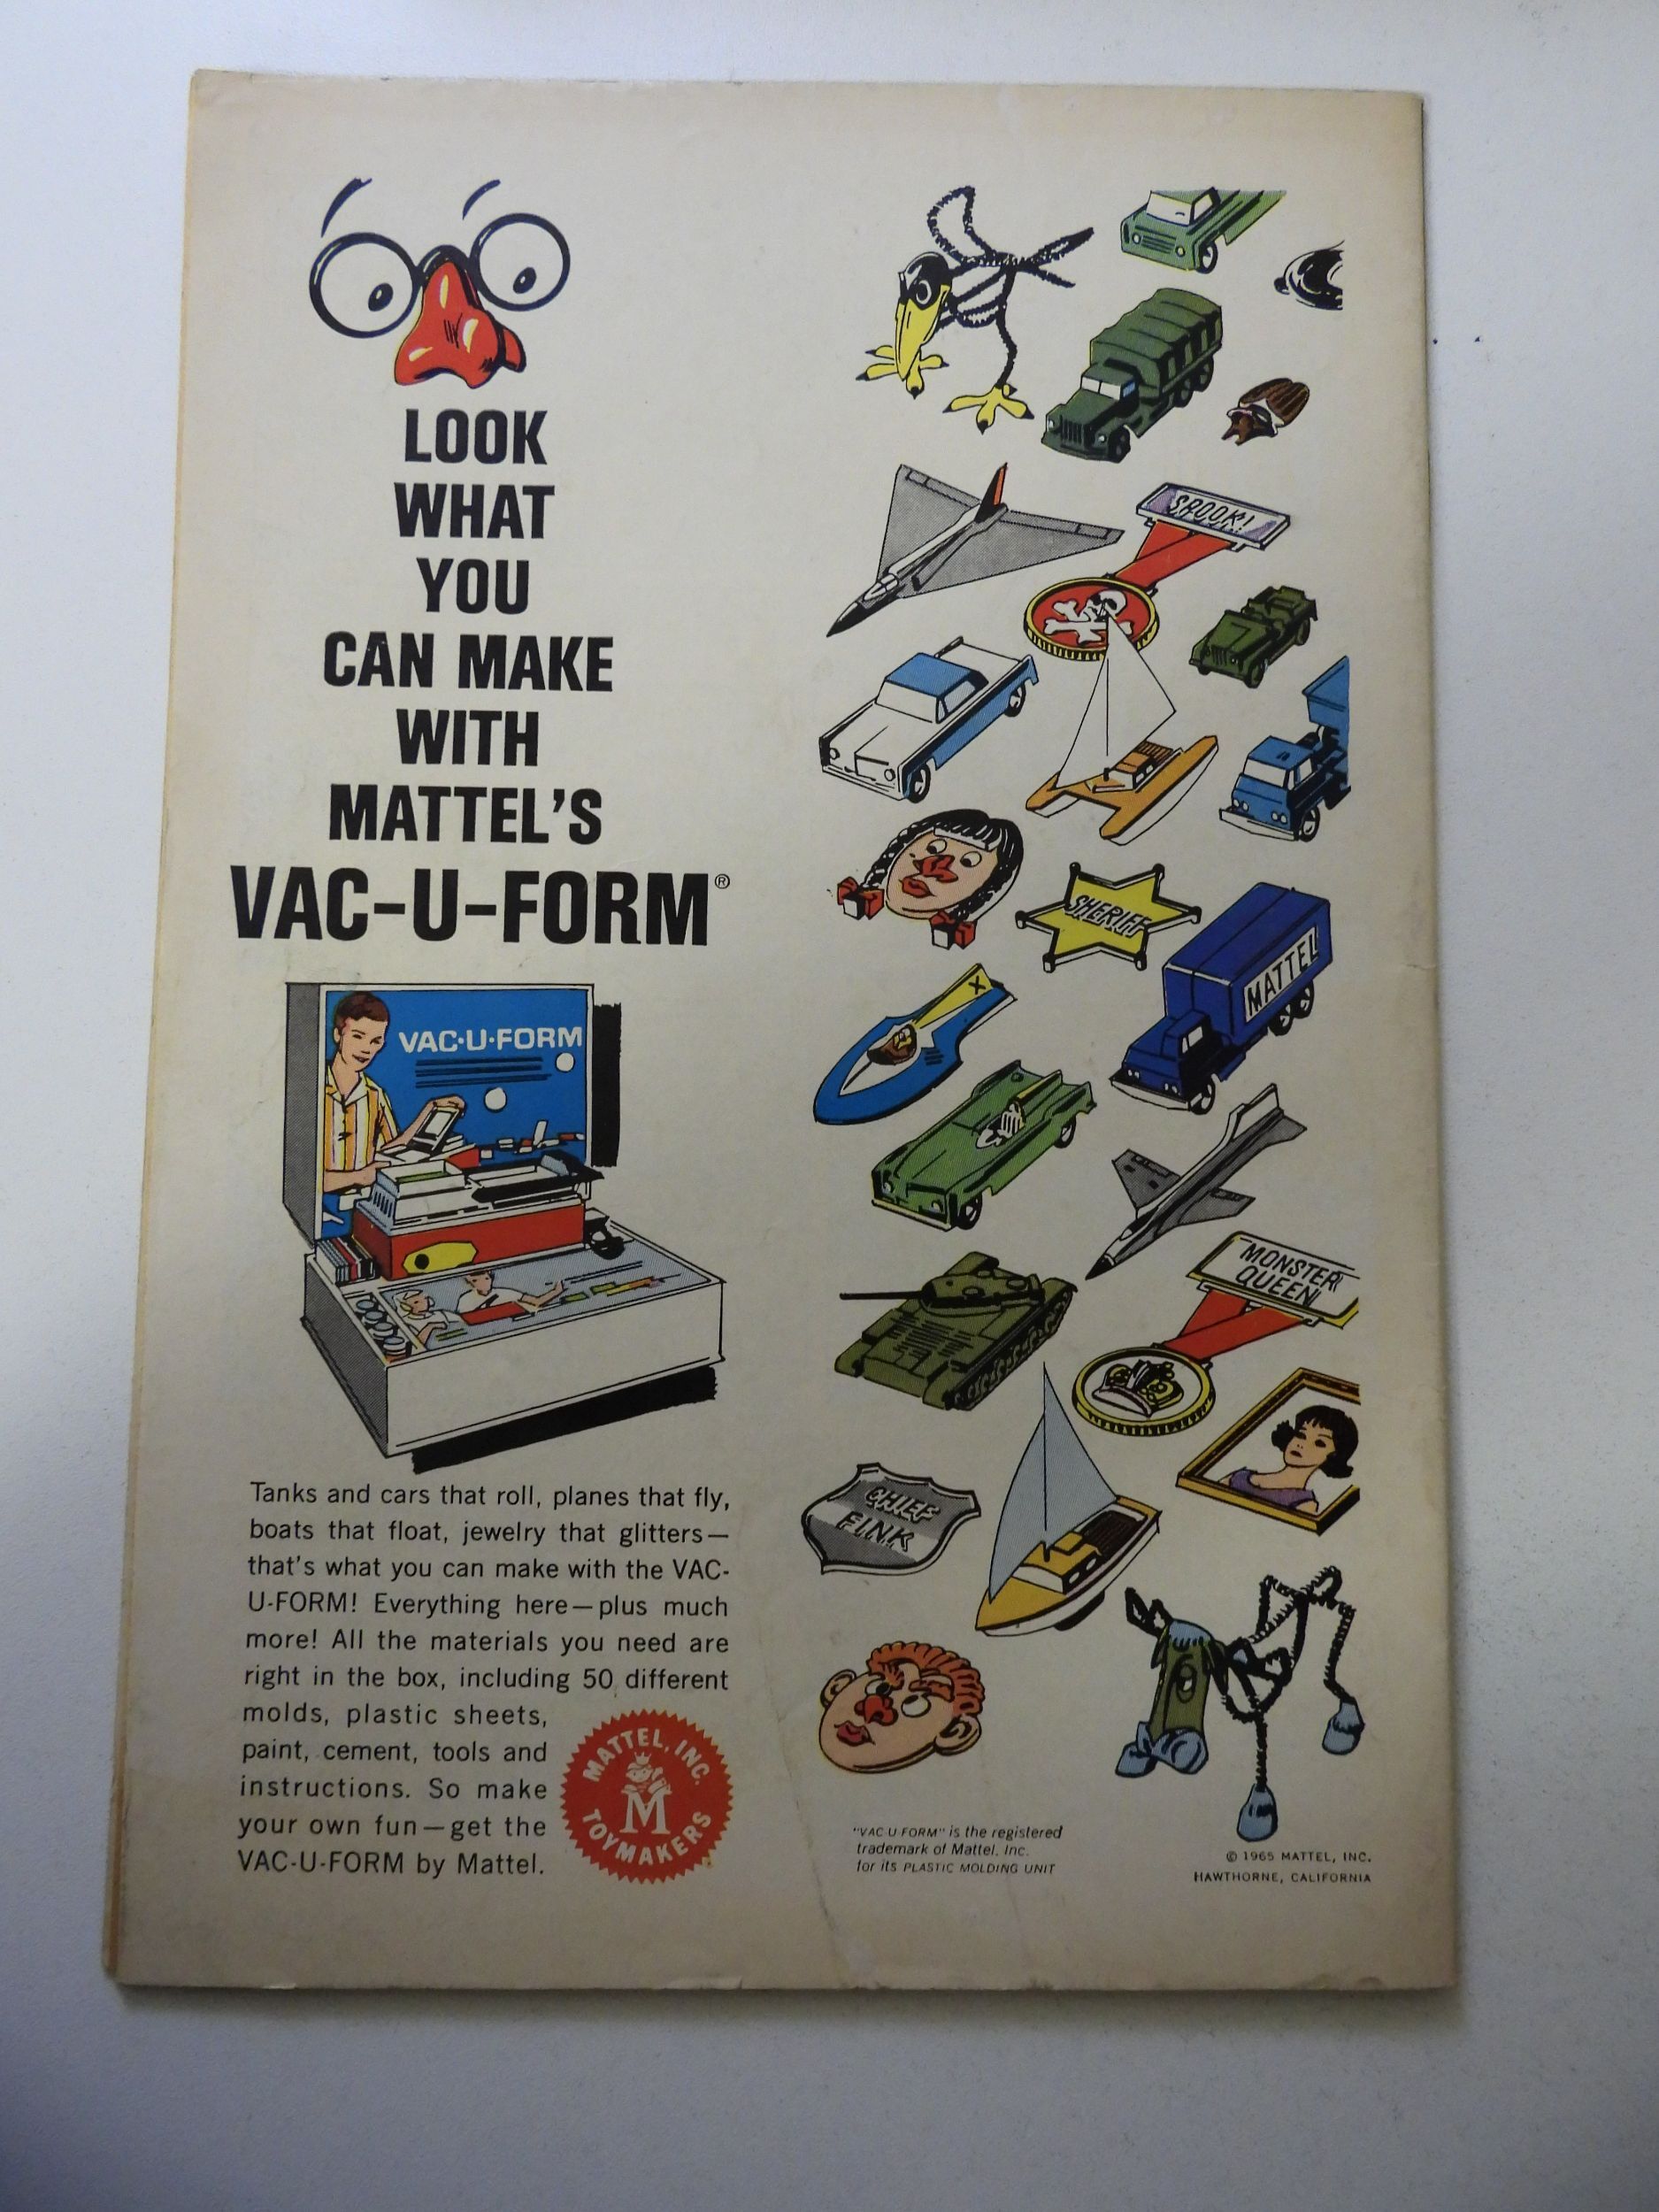 LOOK
WHAT
YOU
CAN MAKE
WITH
MATTEL'S
VAC-U-FORM®
VAC-U-FORM
Tanks and cars that roll, planes that fly,
boats that float, jewelry that glitters—
that's what you can make with the VAC-
U-FORM! Everything here—plus much
more! All the materials you need are
right in the box, including 50 different
molds, plastic sheets,
paint, cement, tools and
instructions. So make
your own fun—get the
VAC-U-FORM by Mattel.
MATTEL, INC.
M
TOYMAKERS
SPOOK!
SHERIFF
MATTEL
X
MONSTER
QUEEN!
CHIEF
FINK
"VAC-U-FORM" is the registered
trademark of Mattel, Inc.
for its PLASTIC MOLDING UNIT
© 1965 MATTEL, INC.
HAWTHORNE, CALIFORNIA